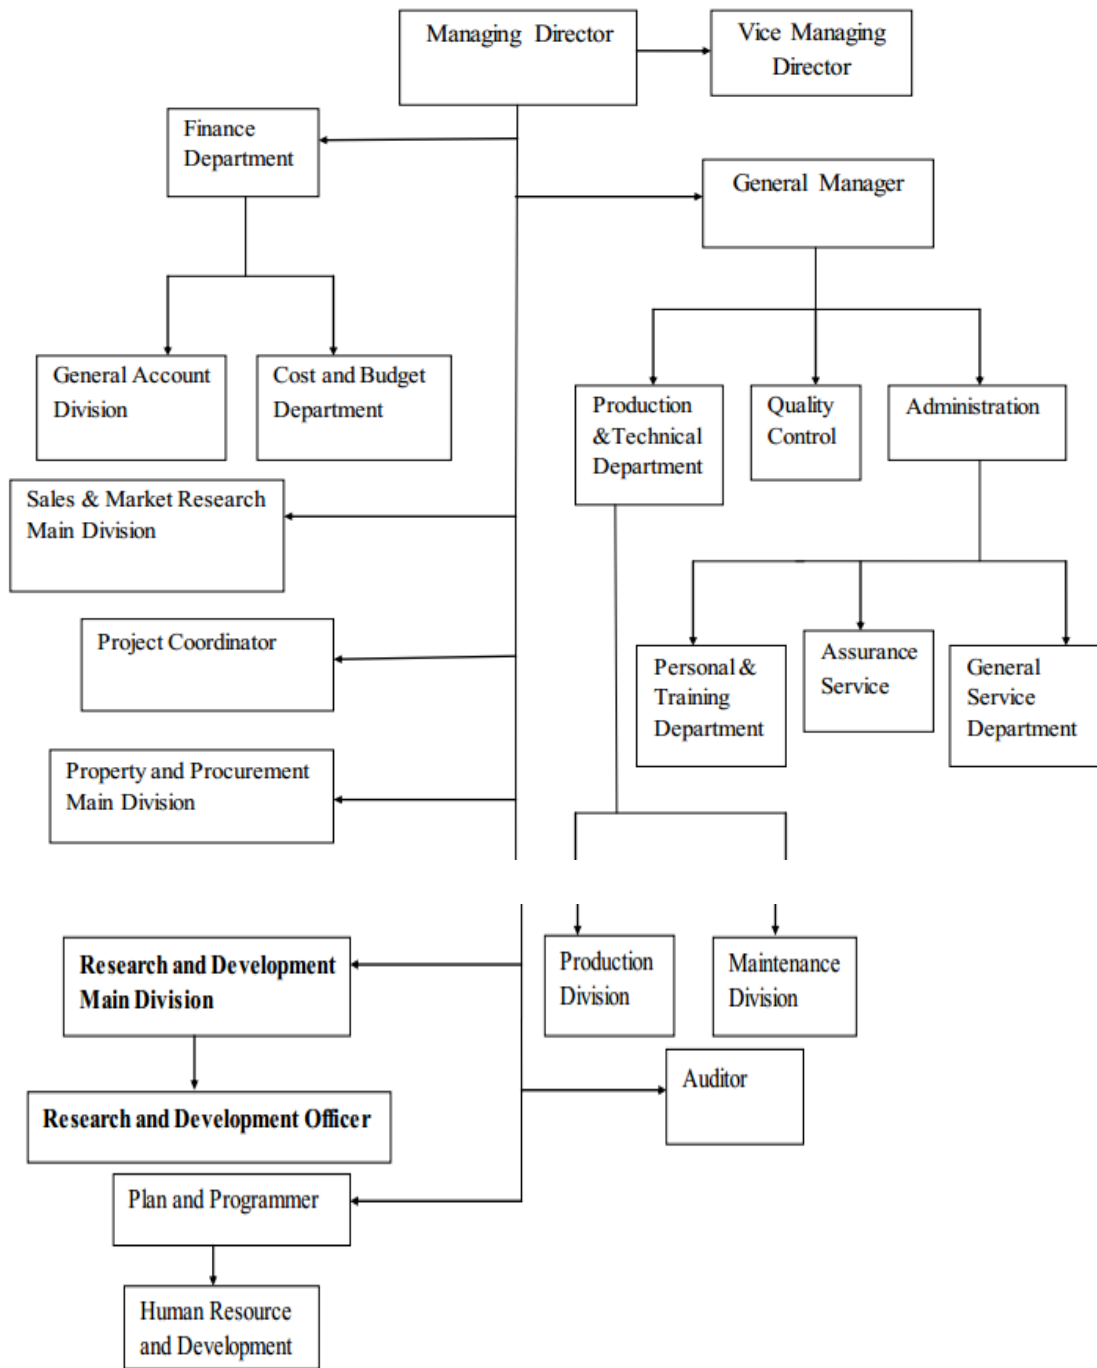 Managing Director
Vice Managing
Director
Finance
Department
General Manager
General Account
Division
Cost and Budget
Department
Production
&Technical
Department
Quality
Control
Administration
Sales & Market Research
Main Division
Project Coordinator
Personal &
Training
Department
Assurance
Service
General
Service
Department
Property and Procurement
Main Division
Research and Development
Main Division
Production
Division
Maintenance
Division
Auditor
Research and Development Officer
Plan and Programmer
Human Resource
and Development